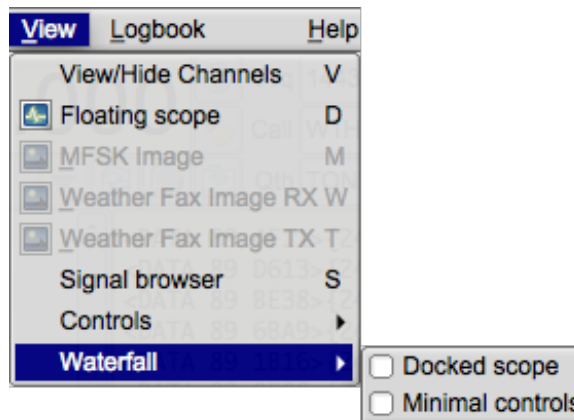 View Logbook Help
View/Hide Channels V
Floating scope D
MFSK Image M
Weather Fax Image RX W
Weather Fax Image TX T
Signal browser S
Controls
Waterfall
Docked scope
Minimal controls